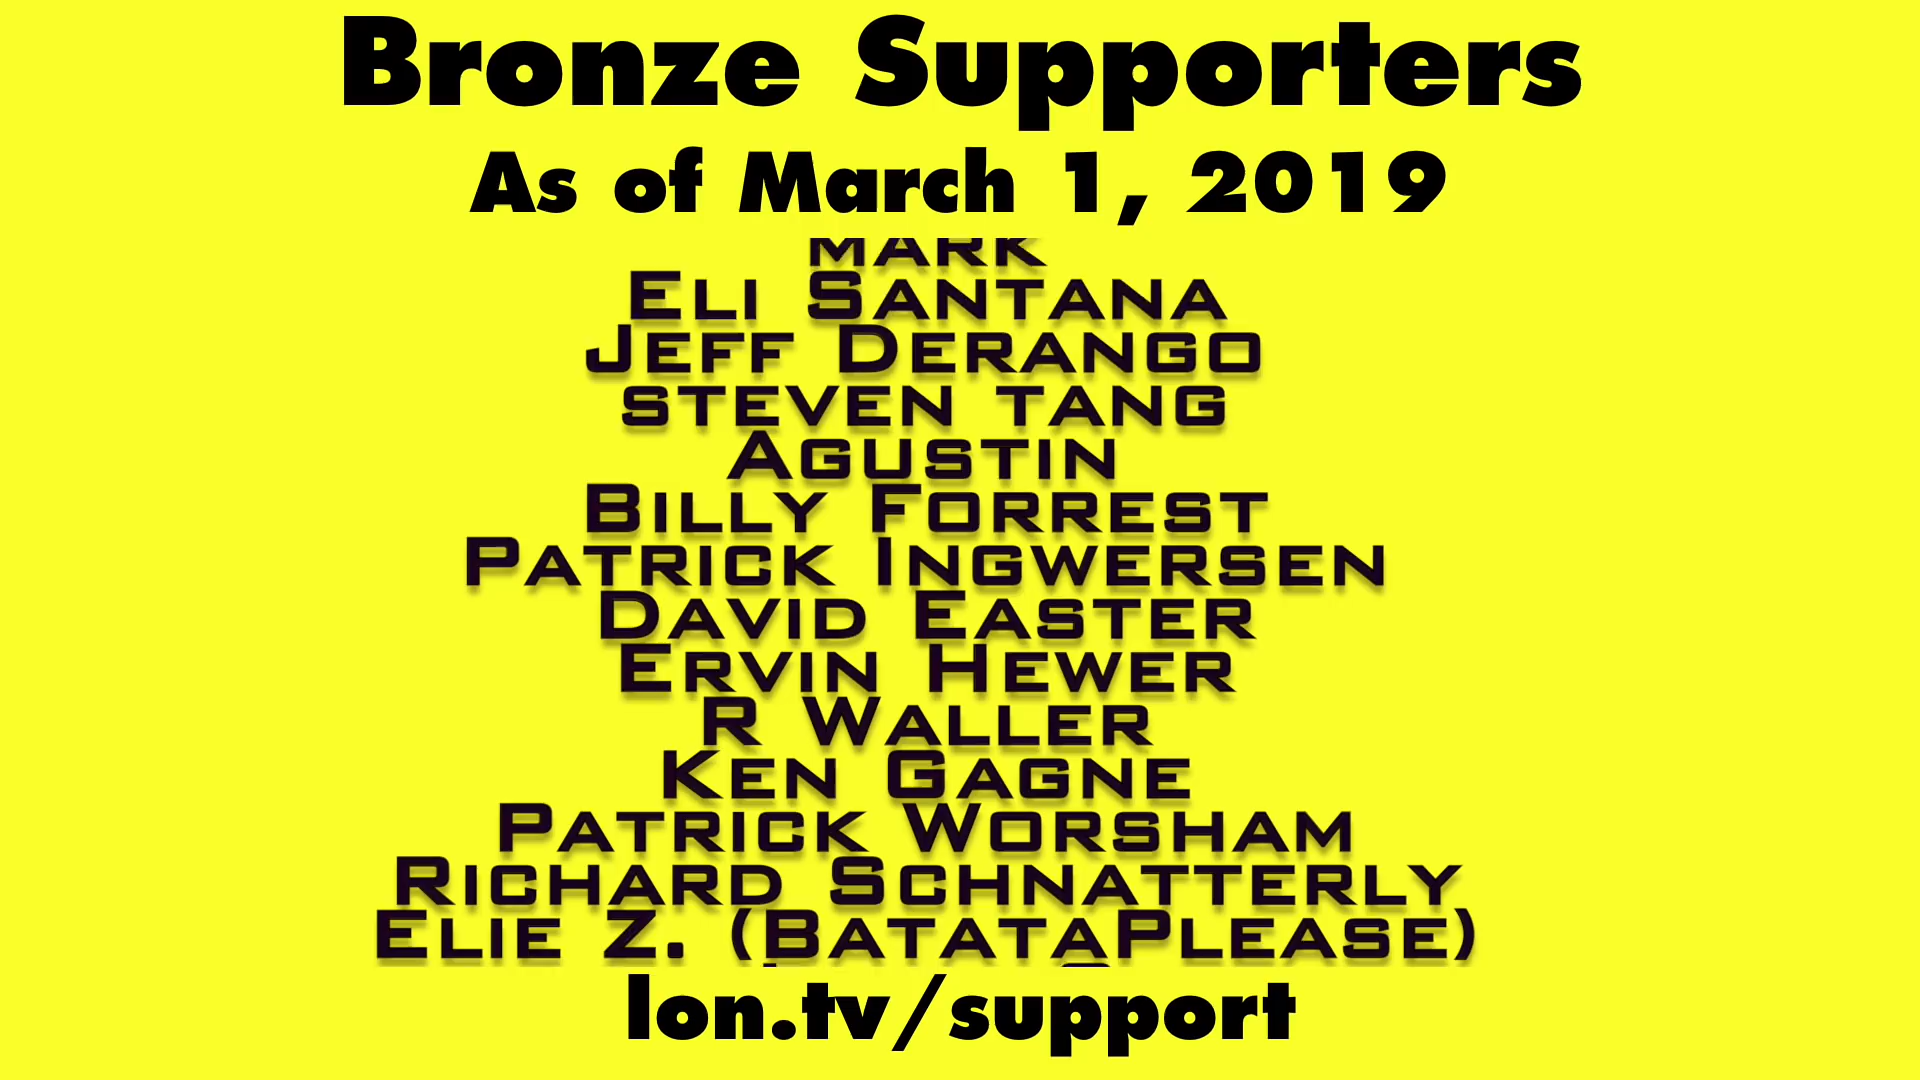 Bronze Supporters
As of March 1, 2019
MARK
ELI SANTANA
JEFF DERANGO
STEVEN TANG
AGUSTIN
BILLY FORREST
PATRICK INGWERSEN
DAVID EASTER
ERVIN HEWER
R WALLER
KEN GAGNE
PATRICK WORSHAM
RICHARD SCHNATTERLY
ELIE Z. (BATATAPLEASE)
lon.tv/support